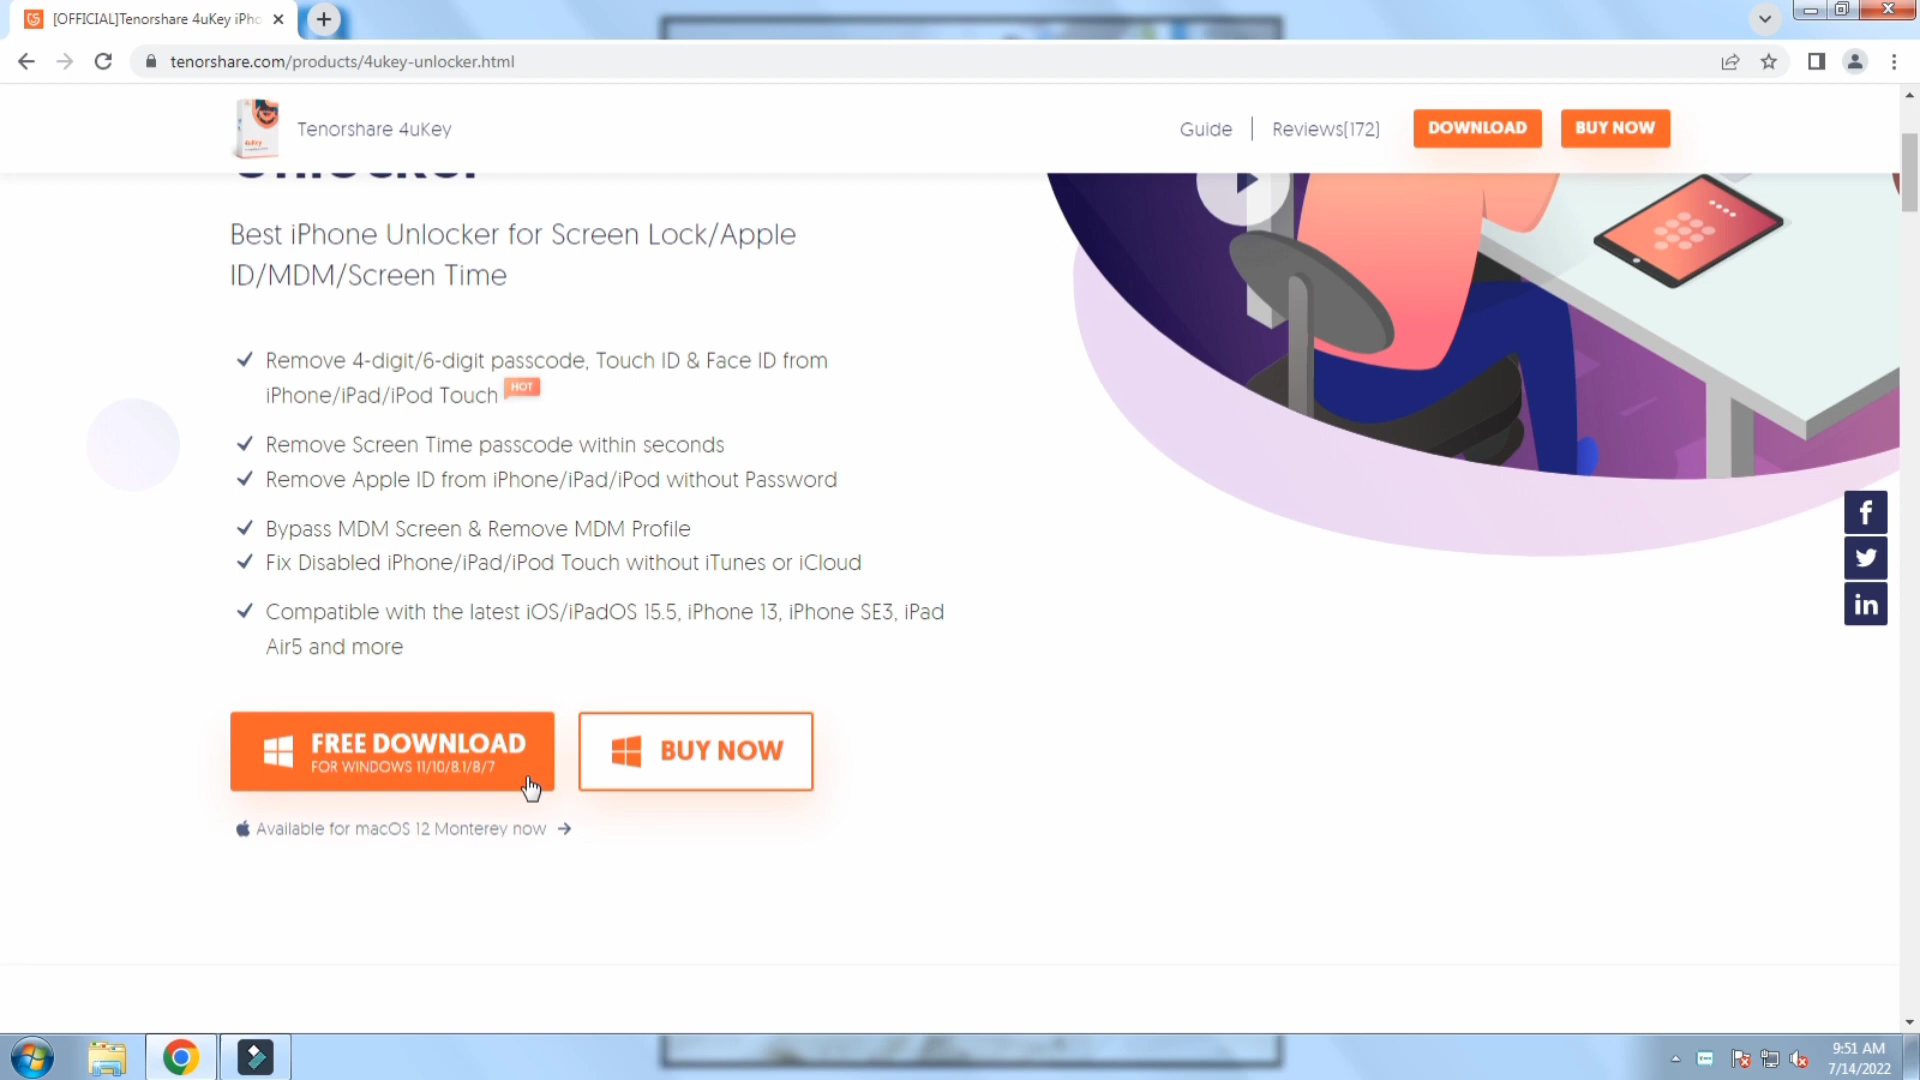 [OFFICIAL]Tenorshare 4uKey iPho
tenorshare.com/products/4ukey-unlocker.html
4uKey
Tenorshare 4uKey
Guide
Reviews[172]
DOWNLOAD
BUY NOW
Unlocker
Best iPhone Unlocker for Screen Lock/Apple
ID/MDM/Screen Time
Remove 4-digit/6-digit passcode, Touch ID & Face ID from
iPhone/iPad/iPod Touch HOT
Remove Screen Time passcode within seconds
Remove Apple ID from iPhone/iPad/iPod without Password
Bypass MDM Screen & Remove MDM Profile
Fix Disabled iPhone/iPad/iPod Touch without iTunes or iCloud
Compatible with the latest iOS/iPadOS 15.5, iPhone 13, iPhone SE3, iPad
Air5 and more
FREE DOWNLOAD
FOR WINDOWS 11/10/8.1/8/7
BUY NOW
Available for macOS 12 Monterey now
f
in
9:51 AM
7/14/2022